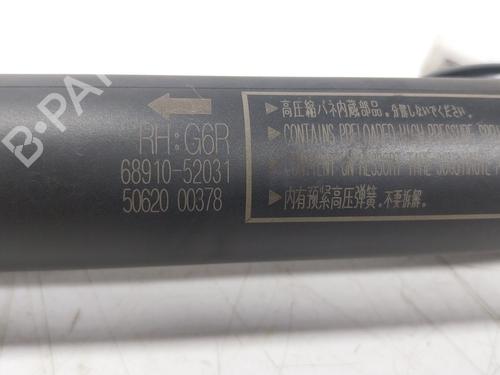 RH:G6R
68910-52031
50620 00378
▶高圧縮バネ内蔵部品。分解しないでください。
▶CONTAINS PRELOADED HIGH PRESSURE
▶内有预紧高压弹簧。不要拆解。
B-PARTS